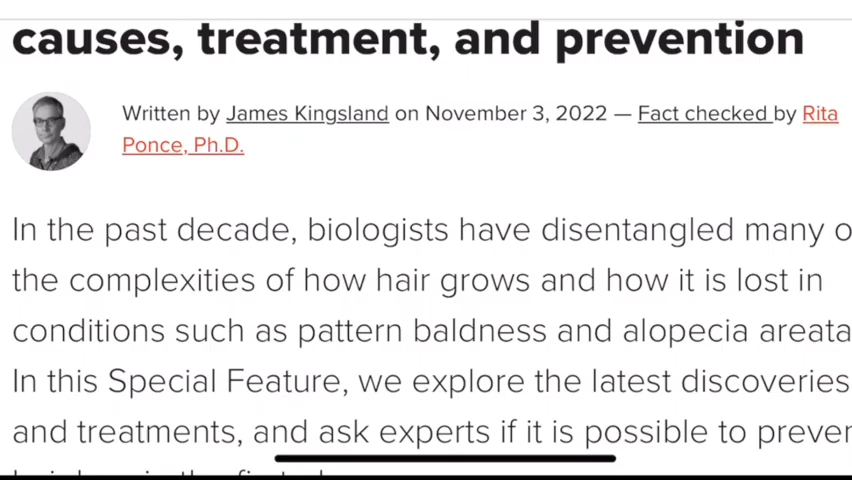 causes, treatment, and prevention
Written by James Kingsland on November 3, 2022 — Fact checked by Rita
Ponce, Ph.D.
In the past decade, biologists have disentangled many
the complexities of how hair grows and how it is lost in
conditions such as pattern baldness and alopecia areata
In this Special Feature, we explore the latest discoveries
and treatments, and ask experts if it is possible to